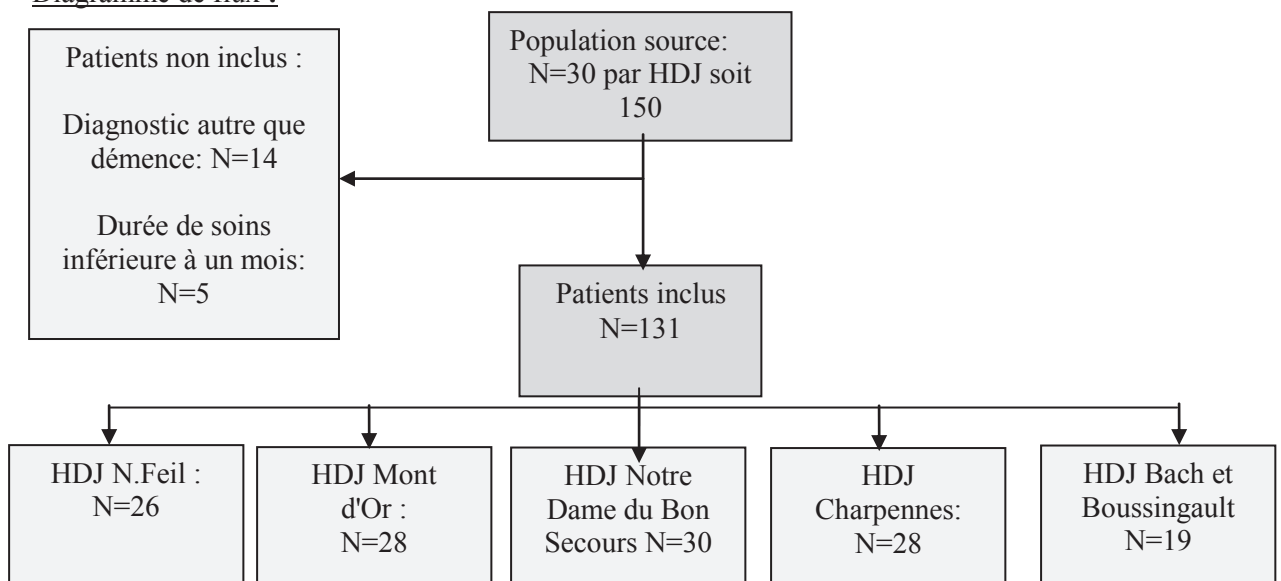 Diagramme de flux :
Patients non inclus :
Diagnostic autre que
démence: N=14
Durée de soins
inférieure à un mois:
N=5
Population source:
N=30 par HDJ soit
150
Patients inclus
N=131
HDJ N.Feil :
N=26
HDJ Mont
d'Or :
N=28
HDJ Notre
Dame du Bon
Secours N=30
HDJ
Charpennes:
N=28
HDJ Bach et
Boussingault
N=19